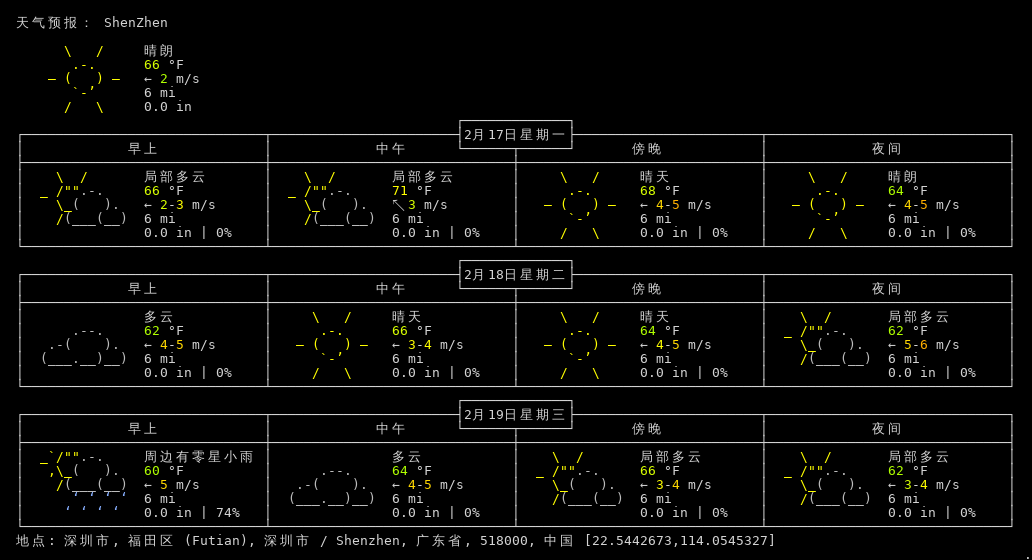 天气预报： ShenZhen
晴朗
66 °F
← 2 m/s
6 mi
0.0 in
2月17日星期一
早上 中午 傍晚 夜间
局部多云 局部多云 晴天 晴朗
66 °F 71 °F 68 °F 64 °F
← 2-3 m/s ↖ 3 m/s ← 4-5 m/s ← 4-5 m/s
6 mi 6 mi 6 mi 6 mi
0.0 in | 0% 0.0 in | 0% 0.0 in | 0% 0.0 in | 0%
2月18日星期二
早上 中午 傍晚 夜间
多云 晴天 晴天 局部多云
62 °F 66 °F 64 °F 62 °F
← 4-5 m/s ← 3-4 m/s ← 4-5 m/s ← 5-6 m/s
6 mi 6 mi 6 mi 6 mi
0.0 in | 0% 0.0 in | 0% 0.0 in | 0% 0.0 in | 0%
2月19日星期三
早上 中午 傍晚 夜间
周边有零星小雨 多云 局部多云 局部多云
60 °F 64 °F 66 °F 62 °F
← 5 m/s ← 4-5 m/s ← 3-4 m/s ← 3-4 m/s
6 mi 6 mi 6 mi 6 mi
0.0 in | 74% 0.0 in | 0% 0.0 in | 0% 0.0 in | 0%
地点: 深圳市, 福田区 (Futian), 深圳市 / Shenzhen, 广东省, 518000, 中国 [22.5442673,114.0545327]